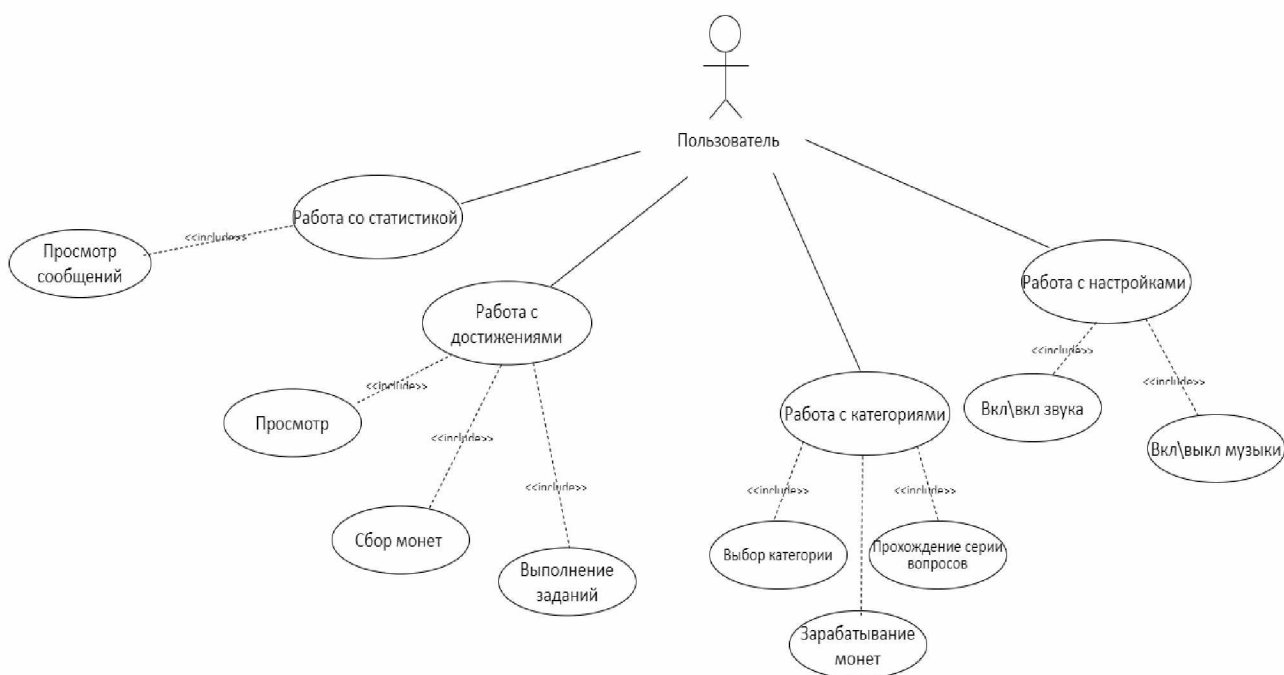 Пользователь
Работа со статистикой
<<include>>
Просмотр
сообщений
Работа с
достижениями
<<include>>
Просмотр
<<include>>
Сбор монет
<<include>>
Выполнение
заданий
Работа с категориями
<<include>>
Выбор категории
<<include>>
Прохождение серии
вопросов
Зарабатывание
монет
Работа с настройками
<<include>>
Вкл\вкл звука
<<include>>
Вкл\выкл музыки